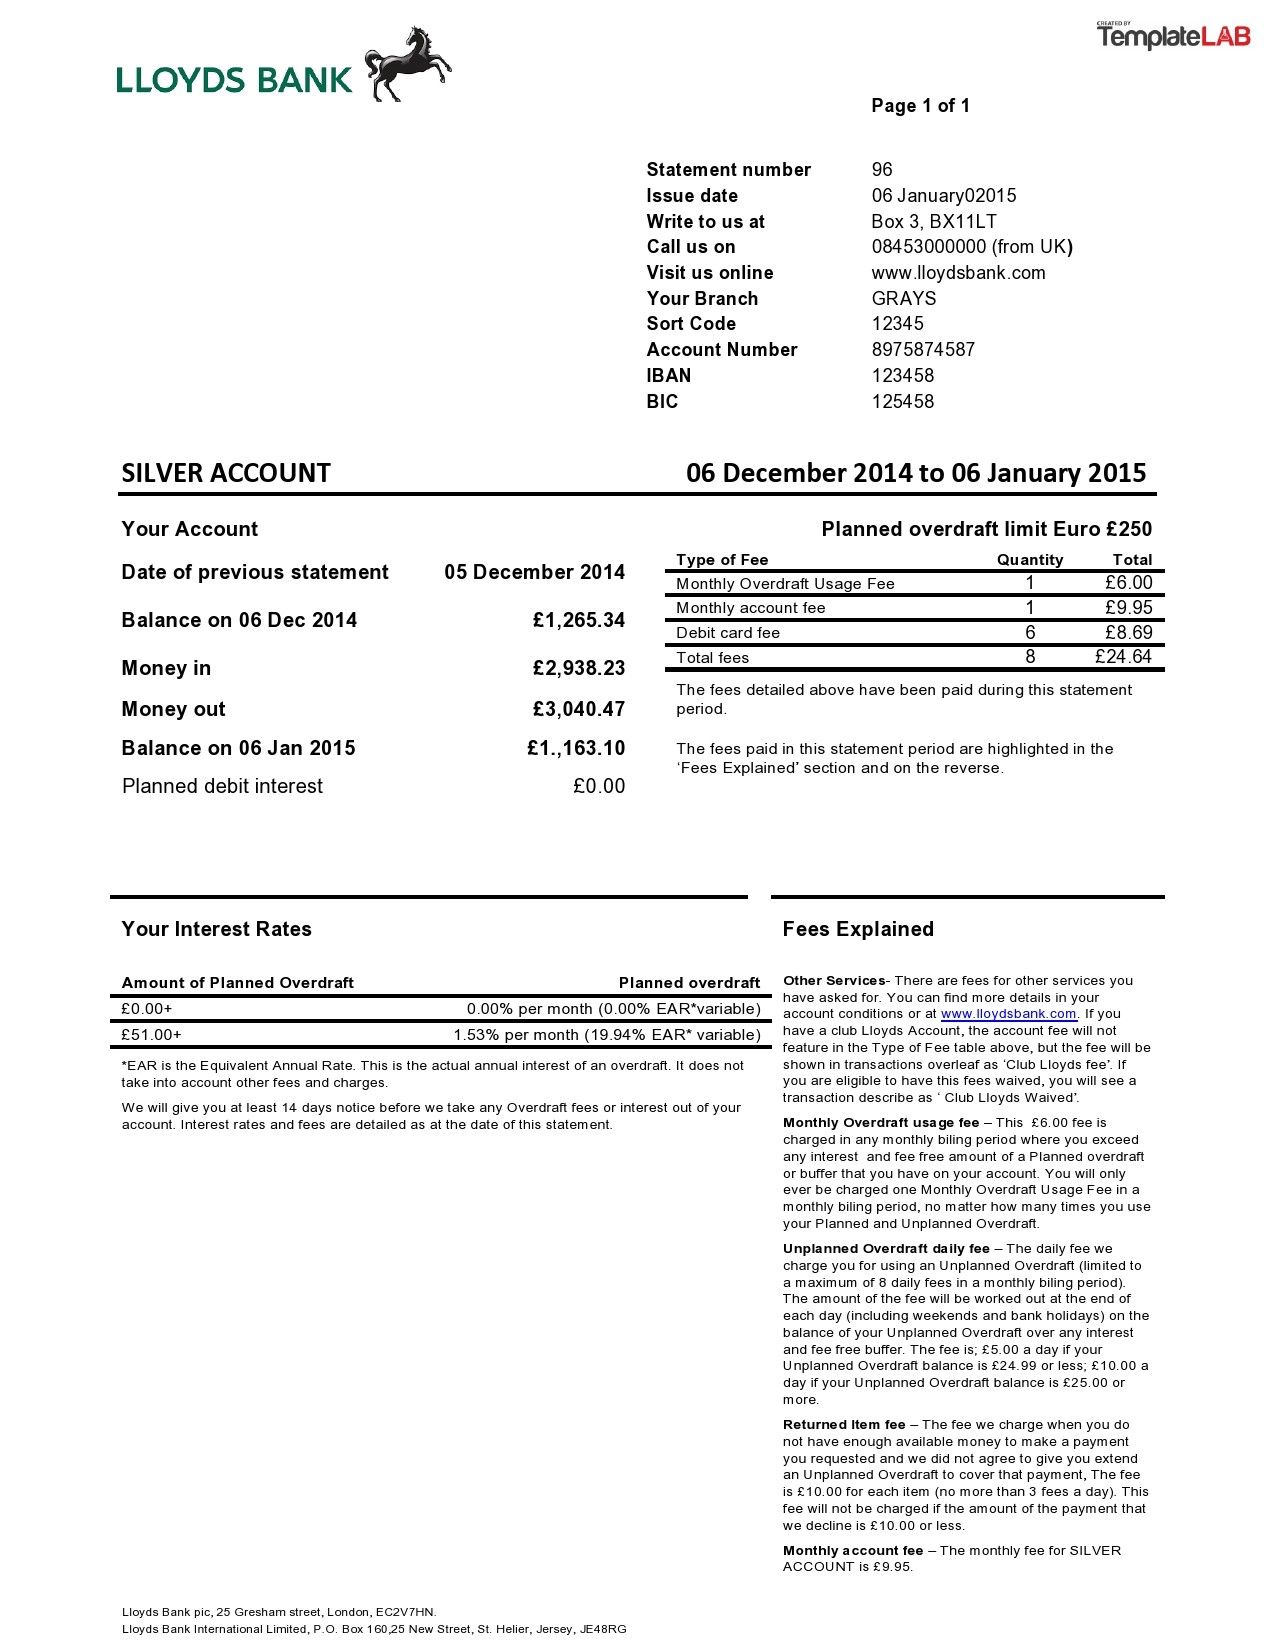 CREATED BY
TemplateLAB
LLOYDS BANK
Page 1 of 1
Statement number 96
Issue date 06 January02015
Write to us at Box 3, BX11LT
Call us on 08453000000 (from UK)
Visit us online www.lloydsbank.com
Your Branch GRAYS
Sort Code 12345
Account Number 8975874587
IBAN 123458
BIC 125458
SILVER ACCOUNT 06 December 2014 to 06 January 2015
Your Account
Date of previous statement 05 December 2014
Balance on 06 Dec 2014 £1,265.34
Money in £2,938.23
Money out £3,040.47
Balance on 06 Jan 2015 £1.,163.10
Planned debit interest £0.00
Planned overdraft limit Euro £250
Type of Fee Quantity Total
Monthly Overdraft Usage Fee 1 £6.00
Monthly account fee 1 £9.95
Debit card fee 6 £8.69
Total fees 8 £24.64
The fees detailed above have been paid during this statement
period.
The fees paid in this statement period are highlighted in the
‘Fees Explained’ section and on the reverse.
Your Interest Rates
Amount of Planned Overdraft Planned overdraft
£0.00+ 0.00% per month (0.00% EAR*variable)
£51.00+ 1.53% per month (19.94% EAR* variable)
*EAR is the Equivalent Annual Rate. This is the actual annual interest of an overdraft. It does not
take into account other fees and charges.
We will give you at least 14 days notice before we take any Overdraft fees or interest out of your
account. Interest rates and fees are detailed as at the date of this statement.
Fees Explained
Other Services- There are fees for other services you
have asked for. You can find more details in your
account conditions or at www.lloydsbank.com. If you
have a club Lloyds Account, the account fee will not
feature in the Type of Fee table above, but the fee will be
shown in transactions overleaf as ‘Club Lloyds fee’. If
you are eligible to have this fees waived, you will see a
transaction describe as ‘ Club Lloyds Waived’.
Monthly Overdraft usage fee – This £6.00 fee is
charged in any monthly biling period where you exceed
any interest and fee free amount of a Planned overdraft
or buffer that you have on your account. You will only
ever be charged one Monthly Overdraft Usage Fee in a
monthly biling period, no matter how many times you use
your Planned and Unplanned Overdraft.
Unplanned Overdraft daily fee – The daily fee we
charge you for using an Unplanned Overdraft (limited to
a maximum of 8 daily fees in a monthly biling period).
The amount of the fee will be worked out at the end of
each day (including weekends and bank holidays) on the
balance of your Unplanned Overdraft over any interest
and fee free buffer. The fee is; £5.00 a day if your
Unplanned Overdraft balance is £24.99 or less; £10.00 a
day if your Unplanned Overdraft balance is £25.00 or
more.
Returned Item fee – The fee we charge when you do
not have enough available money to make a payment
you requested and we did not agree to give you extend
an Unplanned Overdraft to cover that payment, The fee
is £10.00 for each item (no more than 3 fees a day). This
fee will not be charged if the amount of the payment that
we decline is £10.00 or less.
Monthly account fee – The monthly fee for SILVER
ACCOUNT is £9.95.
Lloyds Bank pic, 25 Gresham street, London, EC2V7HN.
Lloyds Bank International Limited, P.O. Box 160,25 New Street, St. Helier, Jersey, JE48RG